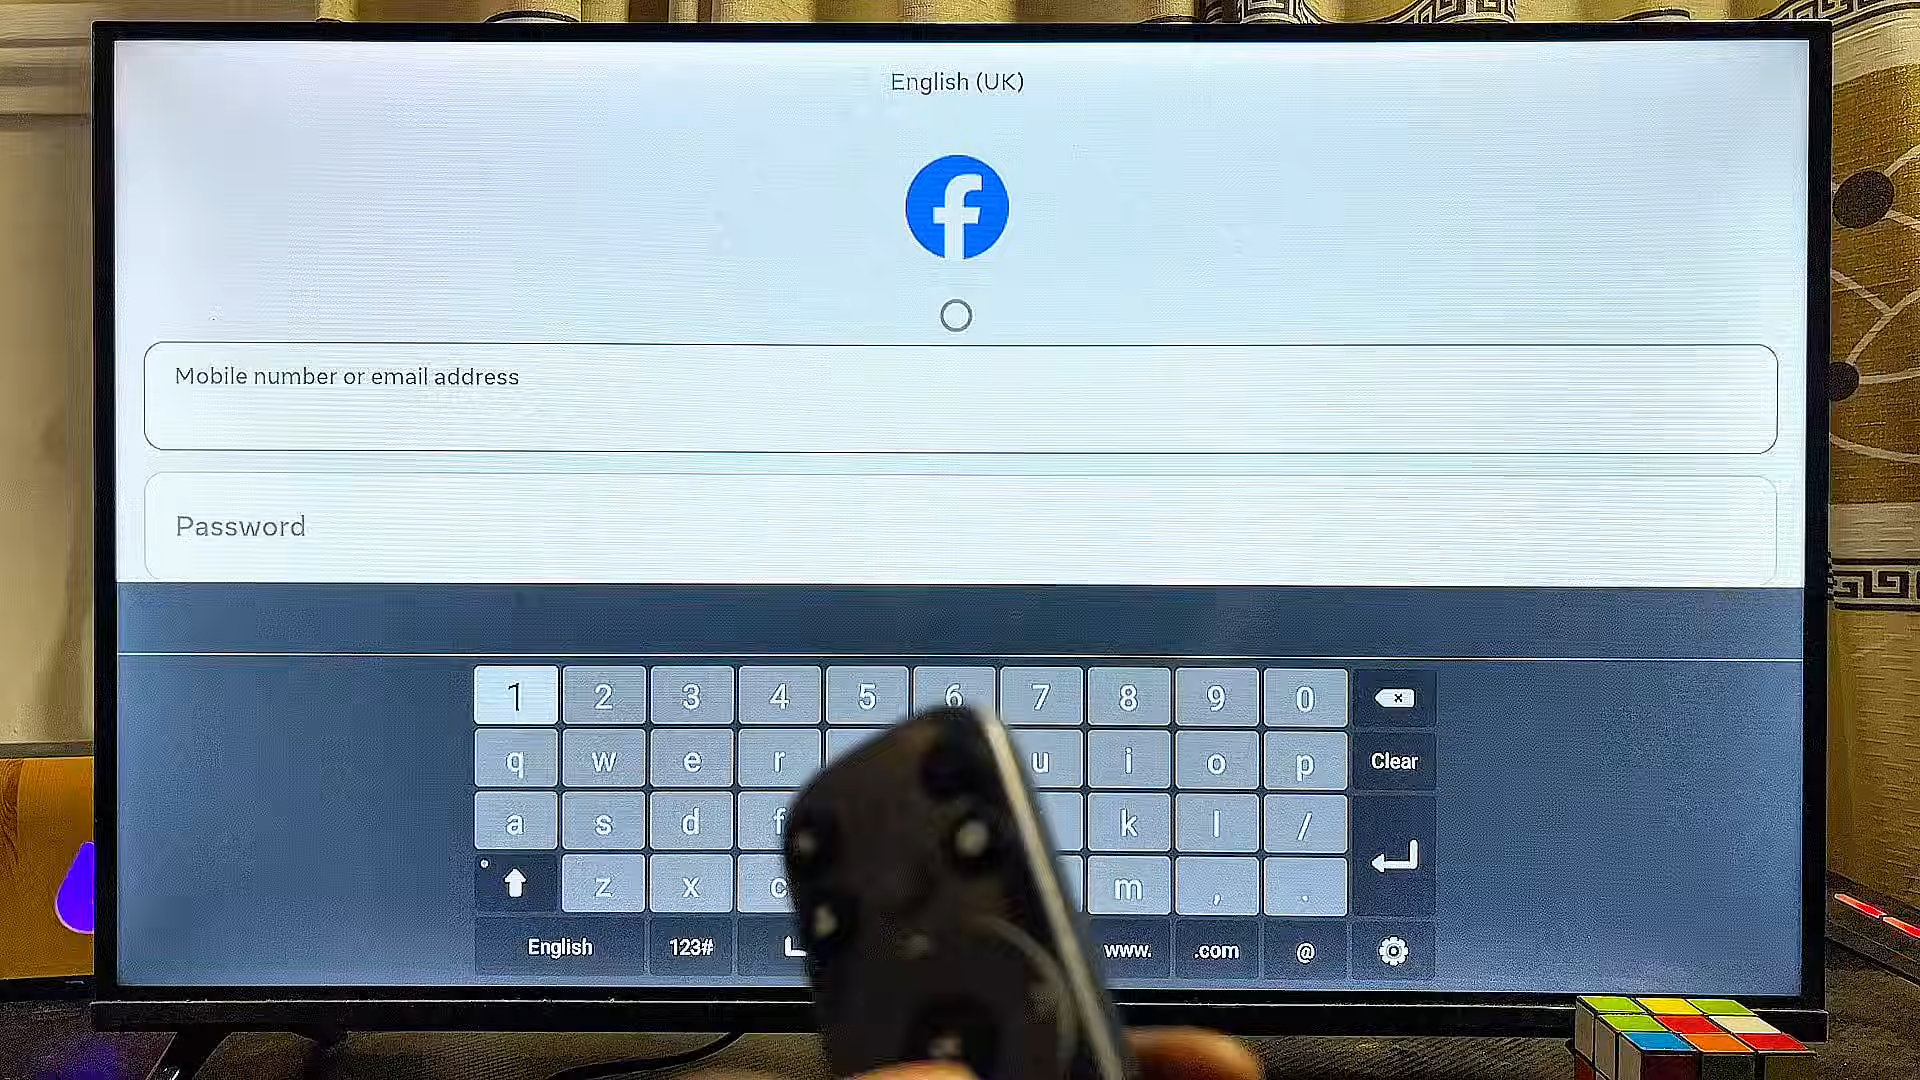 English (UK)
f
Mobile number or email address
Password
1 2 3 4 5 6 7 8 9 0
q w e r u i o p Clear
a s d f k l /
z x c m , .
English 123# www. .com @